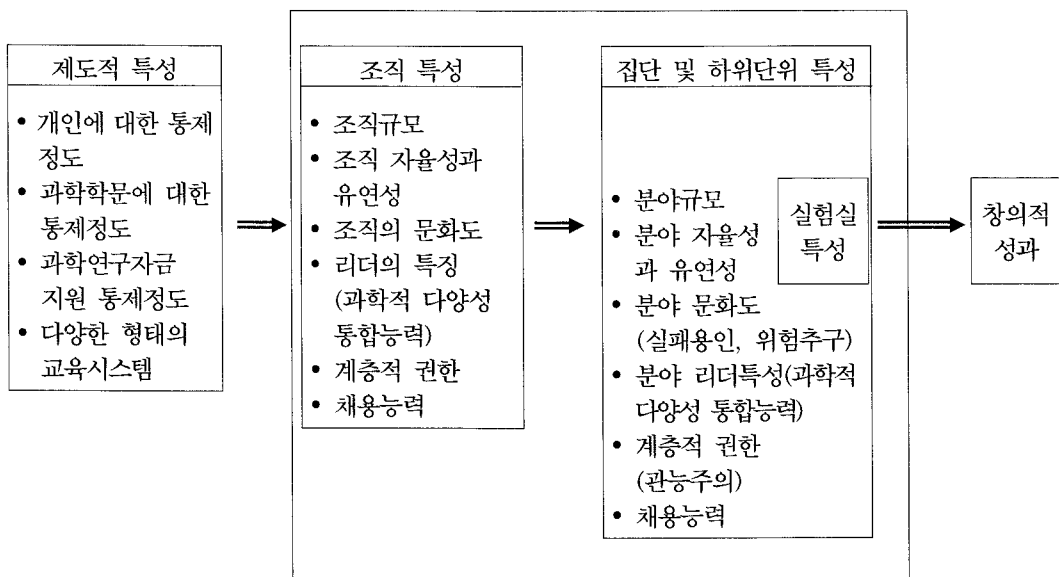 제도적 특성
• 개인에 대한 통제
정도
• 과학학문에 대한
통제정도
• 과학연구자금
지원 통제정도
• 다양한 형태의
교육시스템
조직 특성
• 조직규모
• 조직 자율성과
유연성
• 조직의 문화도
• 리더의 특징
(과학적 다양성
통합능력)
• 계층적 권한
• 채용능력
집단 및 하위단위 특성
• 분야규모
• 분야 자율성
과 유연성
• 분야 문화도
(실패용인, 위험추구)
• 분야 리더특성(과학적
다양성 통합능력)
• 계층적 권한
(관능주의)
• 채용능력
실험실
특성
창의적
성과